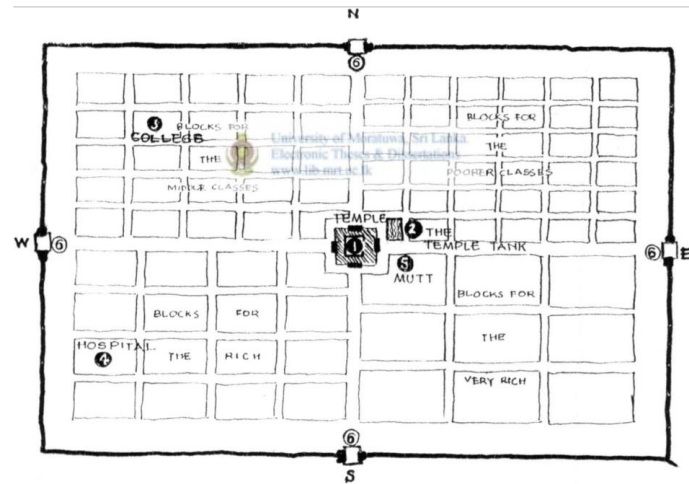 N
6
3
COLLEGE
BLOCKS FOR
THE
MIDDLE CLASSES
BLOCKS FOR
THE
POORER CLASSES
University of Moratuwa, Sri Lanka.
Electronic Theses & Dissertations
www.lib.mrt.ac.lk
W
6
TEMPLE
1
2
THE
TEMPLE TANK
5
MUTT
6
E
BLOCKS FOR
THE
RICH
HOSPITAL
4
BLOCKS FOR
THE
VERY RICH
6
S